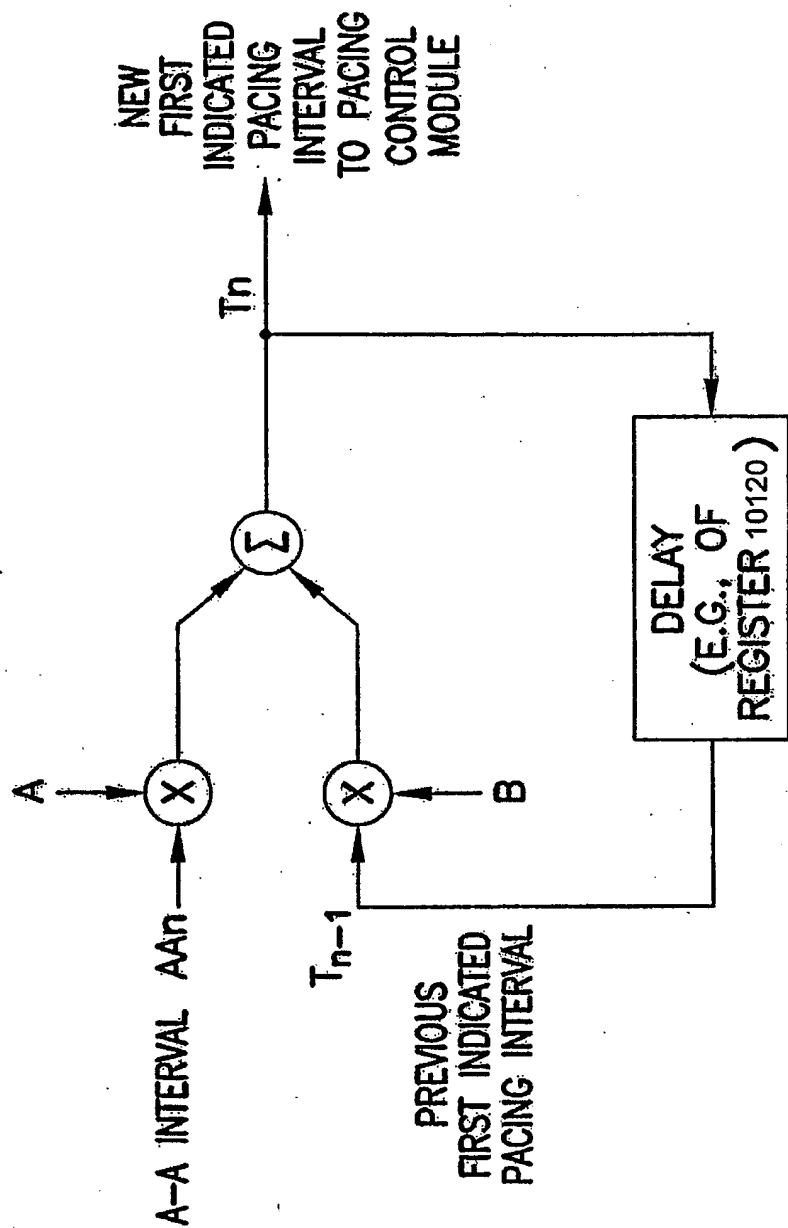 A
A-A INTERVAL AAn
X
Σ
Tn
NEW
FIRST
INDICATED
PACING
INTERVAL
TO PACING
CONTROL
MODULE
Tn-1
X
B
PREVIOUS
FIRST INDICATED
PACING INTERVAL
DELAY
(E.G., OF
REGISTER 10120)